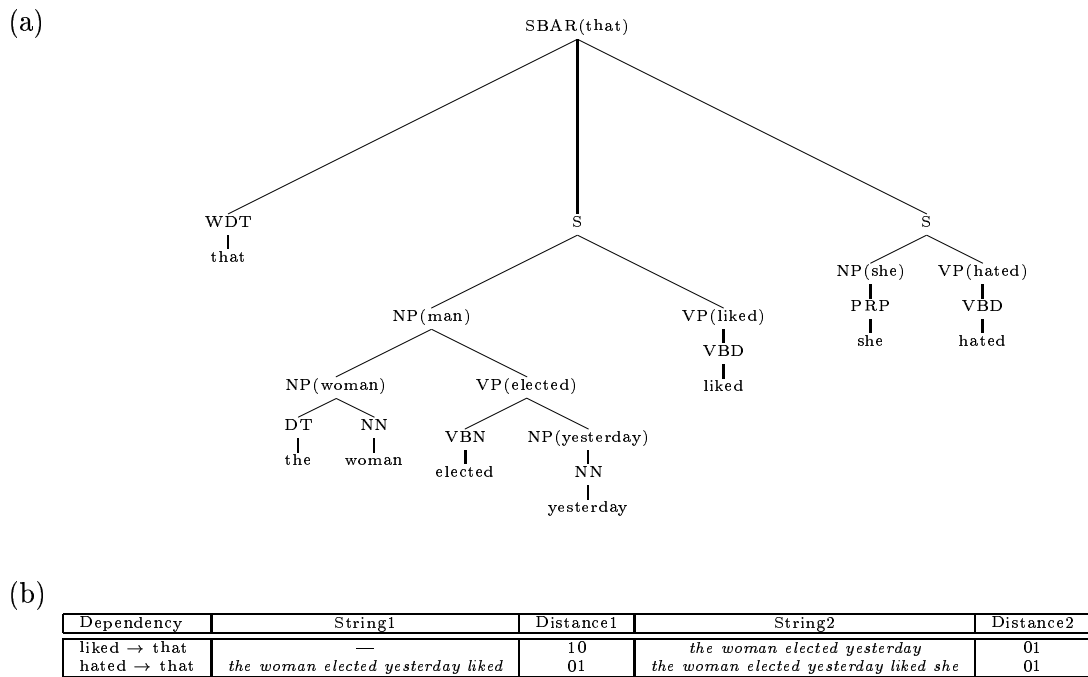 (a)
SBAR(that)
WDT S S
that
NP(she) VP(hated)
PRP VBD
she hated
NP(man) VP(liked)
VBD
liked
NP(woman) VP(elected)
DT NN
the woman
VBN NP(yesterday)
elected
NN
yesterday
(b)
Dependency String1 Distance1 String2 Distance2
liked → that — 10 the woman elected yesterday 01
hated → that the woman elected yesterday liked 01 the woman elected yesterday liked she 01